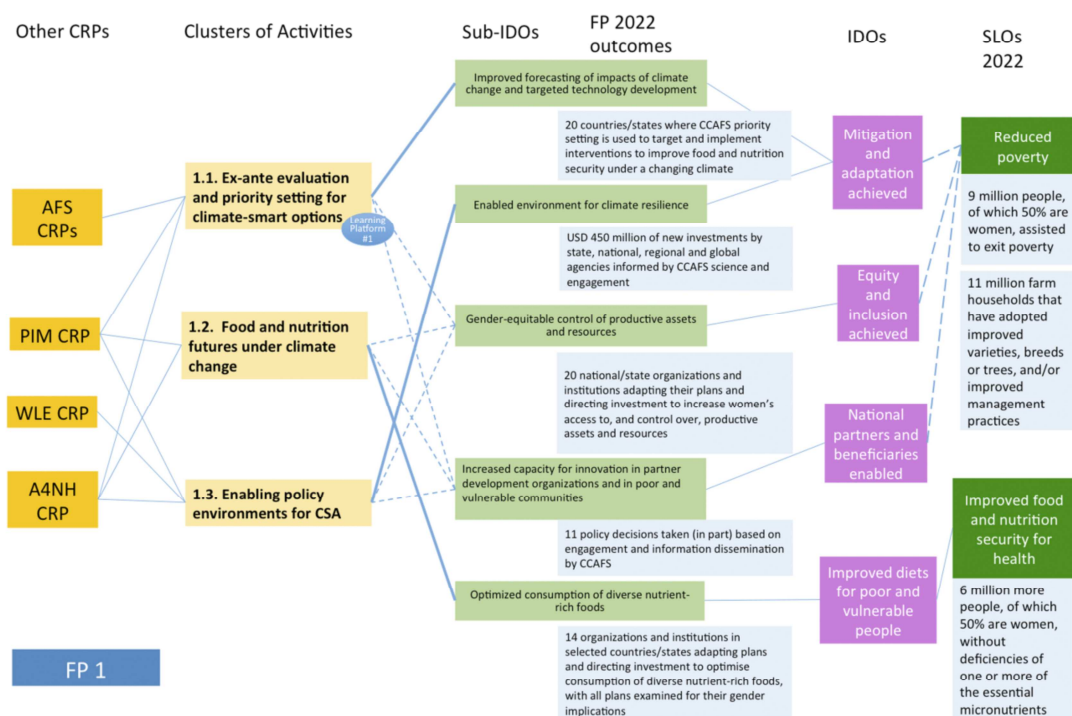 Other CRPs
Clusters of Activities
Sub-IDOs
FP 2022
outcomes
IDOs
SLOs
2022
AFS
CRPs
PIM CRP
WLE CRP
A4NH
CRP
FP 1
1.1. Ex-ante evaluation
and priority setting for
climate-smart options
Learning
Platform
#1
1.2.  Food and nutrition
futures under climate
change
1.3. Enabling policy
environments for CSA
Improved forecasting of impacts of climate
change and targeted technology development
20 countries/states where CCAFS priority
setting is used to target and implement
interventions to improve food and nutrition
security under a changing climate
Enabled environment for climate resilience
USD 450 million of new investments by
state, national, regional and global
agencies informed by CCAFS science and
engagement
Gender-equitable control of productive assets
and resources
20 national/state organizations and
institutions adapting their plans and
directing investment to increase women's
access to, and control over, productive
assets and resources
Increased capacity for innovation in partner
development organizations and in poor and
vulnerable communities
11 policy decisions taken (in part) based on
engagement and information dissemination
by CCAFS
Optimized consumption of diverse nutrient-
rich foods
14 organizations and institutions in
selected countries/states adapting plans
and directing investment to optimise
consumption of diverse nutrient-rich foods,
with all plans examined for their gender
implications
Mitigation
and
adaptation
achieved
Equity
and
inclusion
achieved
National
partners and
beneficiaries
enabled
Improved diets
for poor and
vulnerable
people
Reduced
poverty
9 million people,
of which 50% are
women, assisted
to exit poverty
11 million farm
households that
have adopted
improved
varieties, breeds
or trees, and/or
improved
management
practices
Improved food
and nutrition
security for
health
6 million more
people, of which
50% are women,
without
deficiencies of
one or more of
the essential
micronutrients